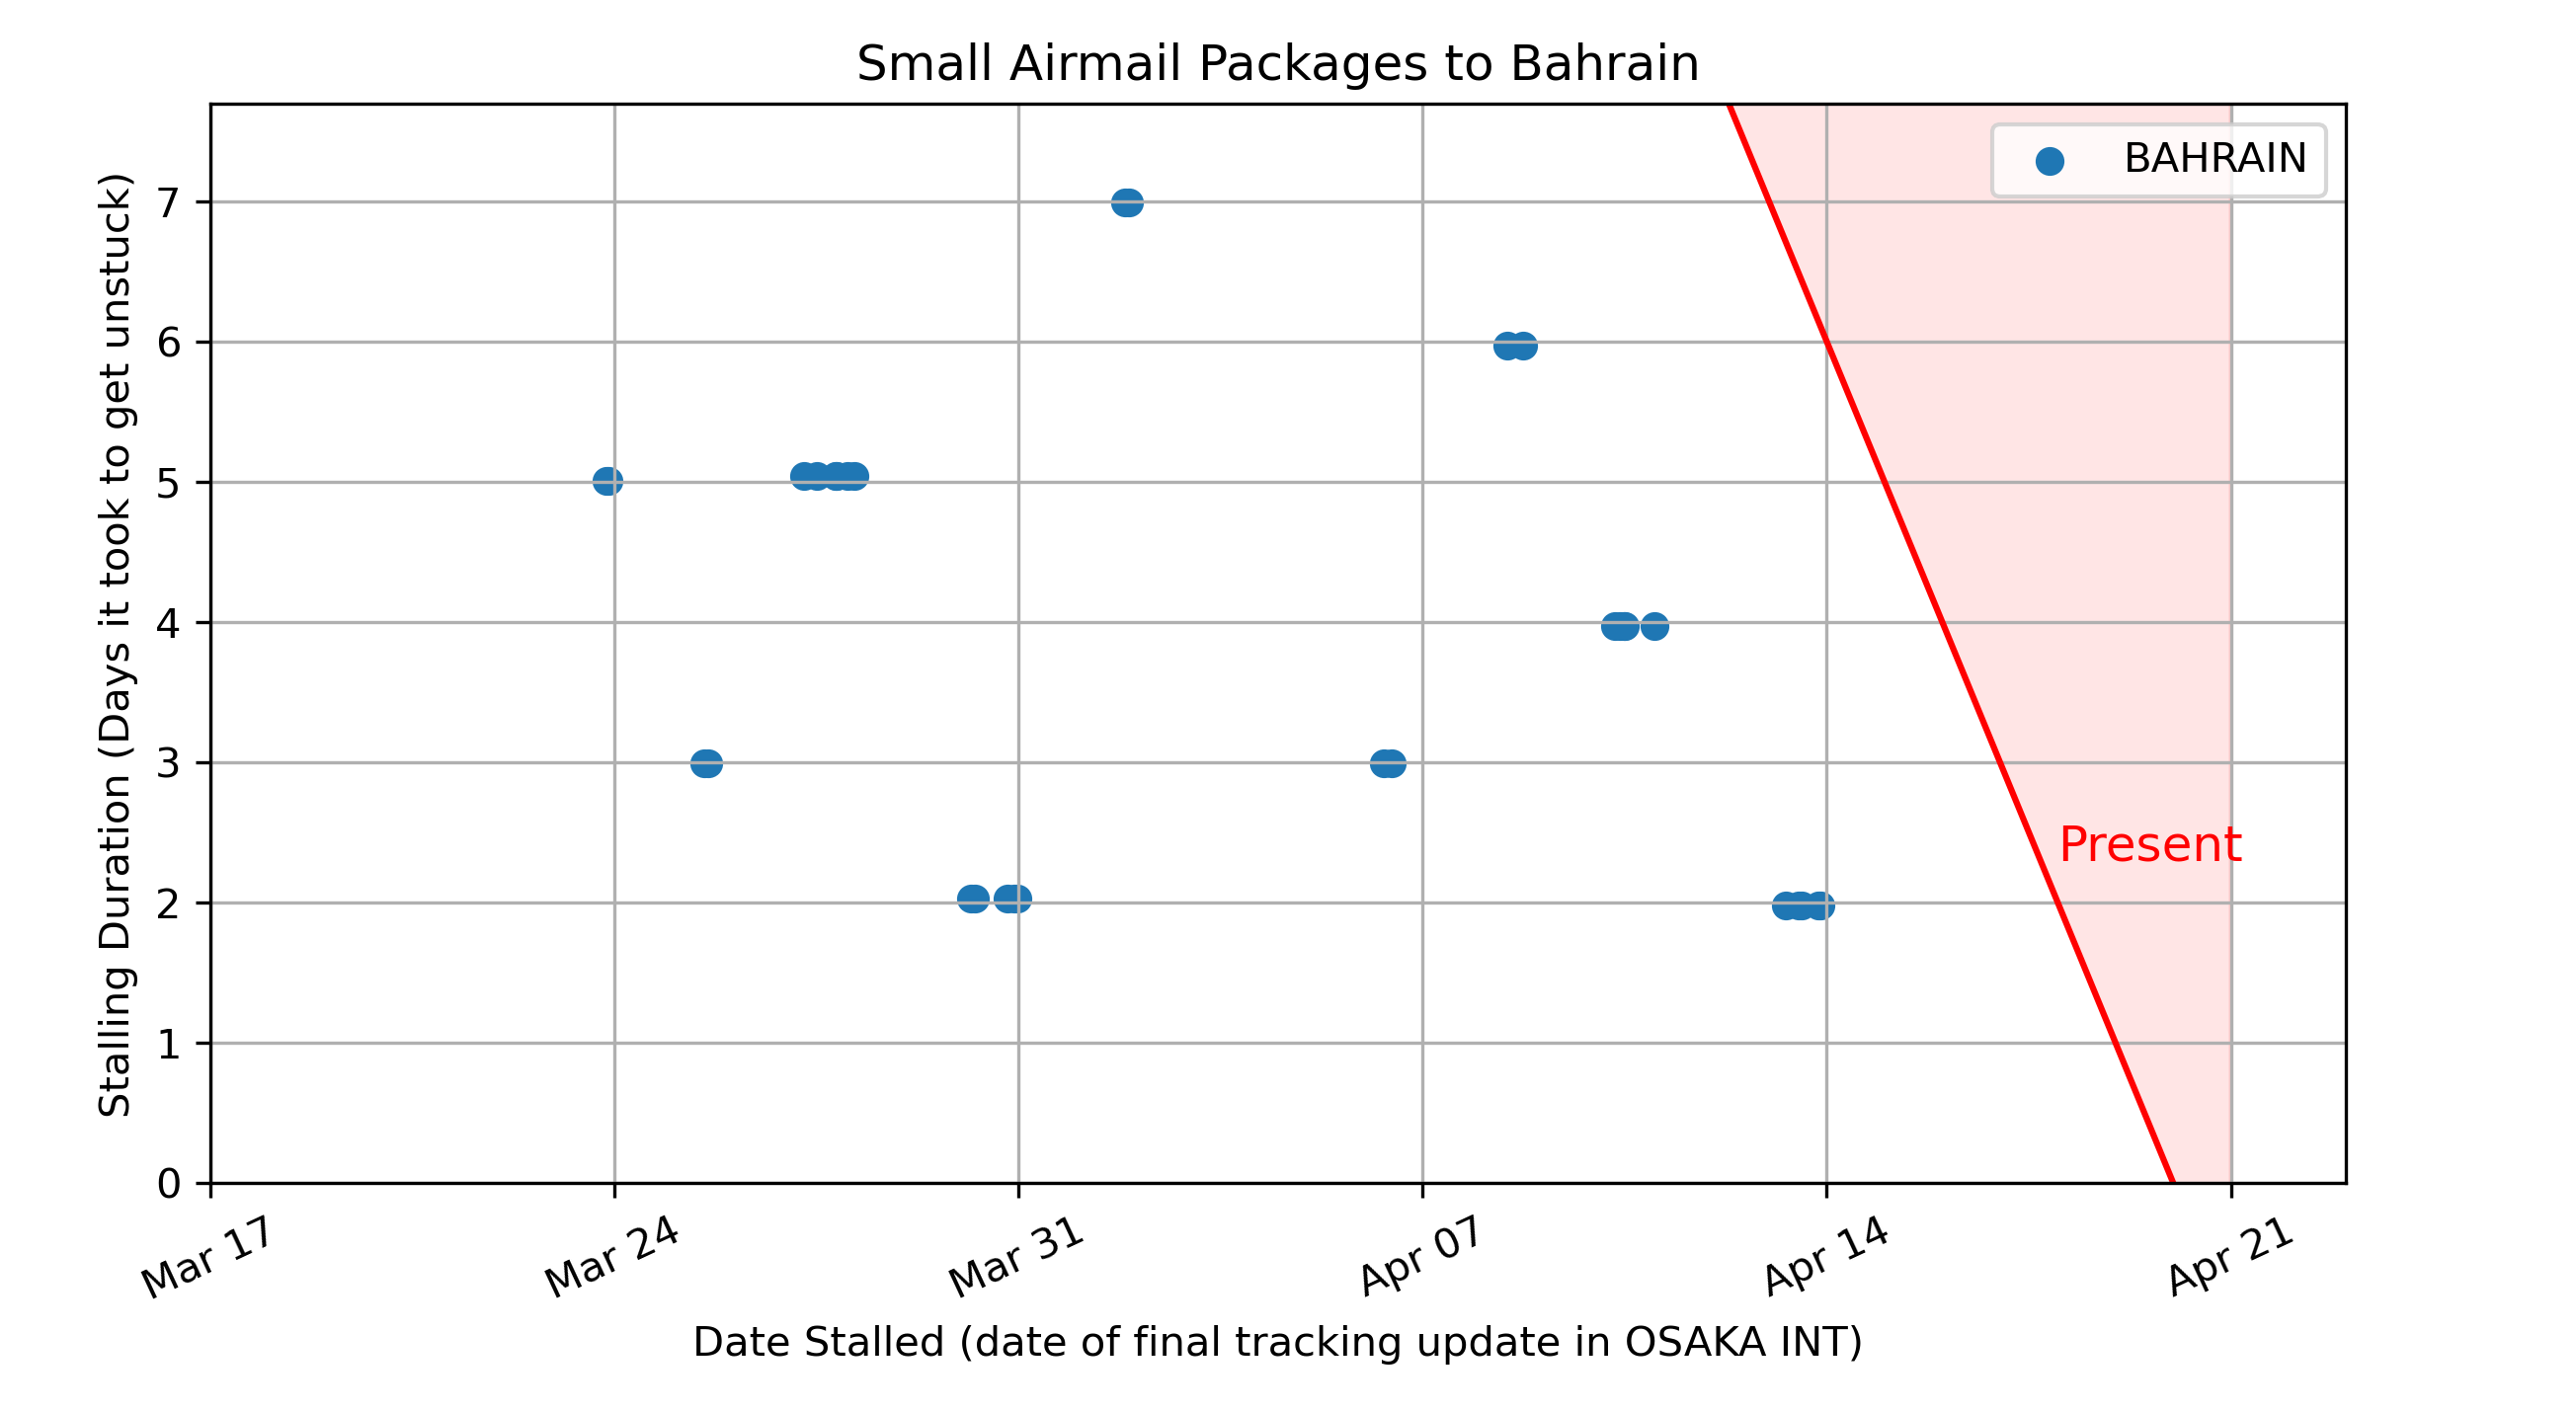 Small Airmail Packages to Bahrain
BAHRAIN
Stalling Duration (Days it took to get unstuck)
7
6
5
4
3
2
1
0
Present
Mar 17
Mar 24
Mar 31
Apr 07
Apr 14
Apr 21
Date Stalled (date of final tracking update in OSAKA INT)